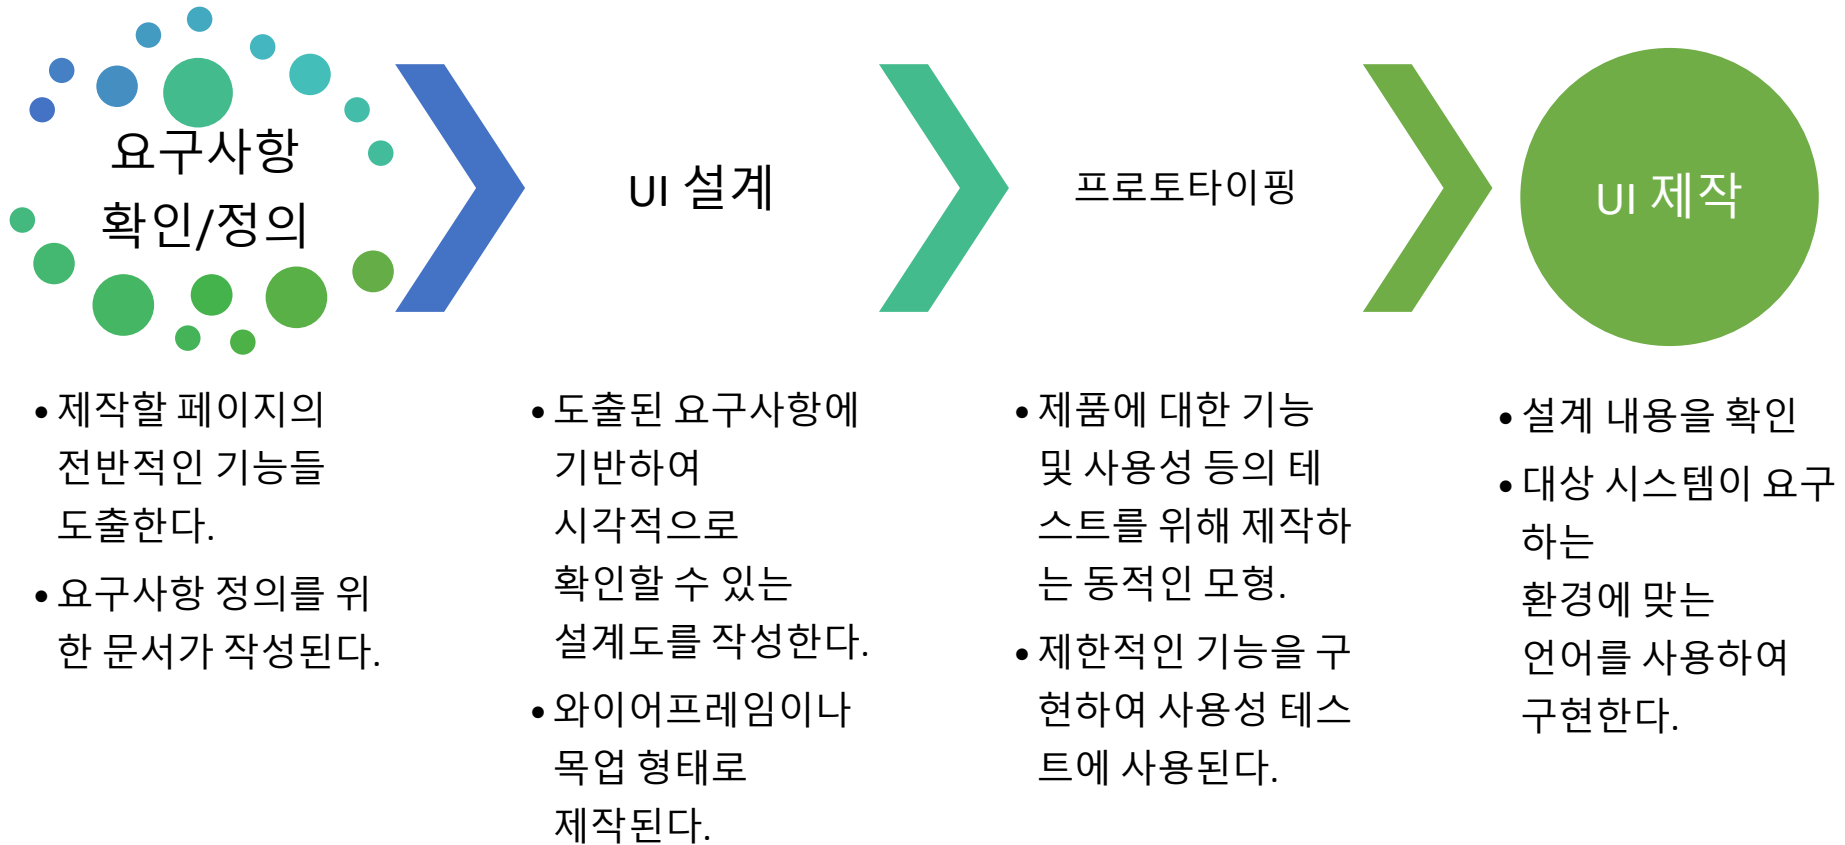 요구사항
확인/정의
UI 설계
프로토타이핑
UI 제작
• 제작할 페이지의
전반적인 기능들
도출한다.
• 요구사항 정의를 위
한 문서가 작성된다.
• 도출된 요구사항에
기반하여
시각적으로
확인할 수 있는
설계도를 작성한다.
• 와이어프레임이나
목업 형태로
제작된다.
• 제품에 대한 기능
및 사용성 등의 테
스트를 위해 제작하
는 동적인 모형.
• 제한적인 기능을 구
현하여 사용성 테스
트에 사용된다.
• 설계 내용을 확인
• 대상 시스템이 요구
하는
환경에 맞는
언어를 사용하여
구현한다.